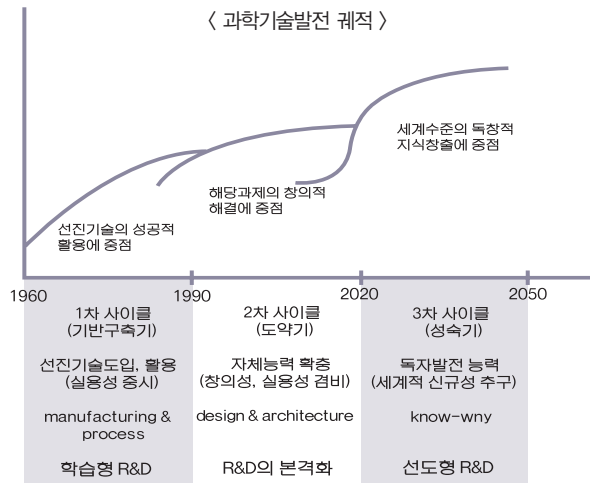 〈 과학기술발전 궤적 〉
세계수준의 독창적
지식창출에 중점
해당과제의 창의적
해결에 중점
선진기술의 성공적
활용에 중점
1960 1990 2020 2050
1차 사이클
(기반구축기)
선진기술도입, 활용
(실용성 중시)
manufacturing &
process
학습형 R&D
2차 사이클
(도약기)
자체능력 확충
(창의성, 실용성 겸비)
design & architecture
R&D의 본격화
3차 사이클
(성숙기)
독자발전 능력
(세계적 신규성 추구)
know-wny
선도형 R&D